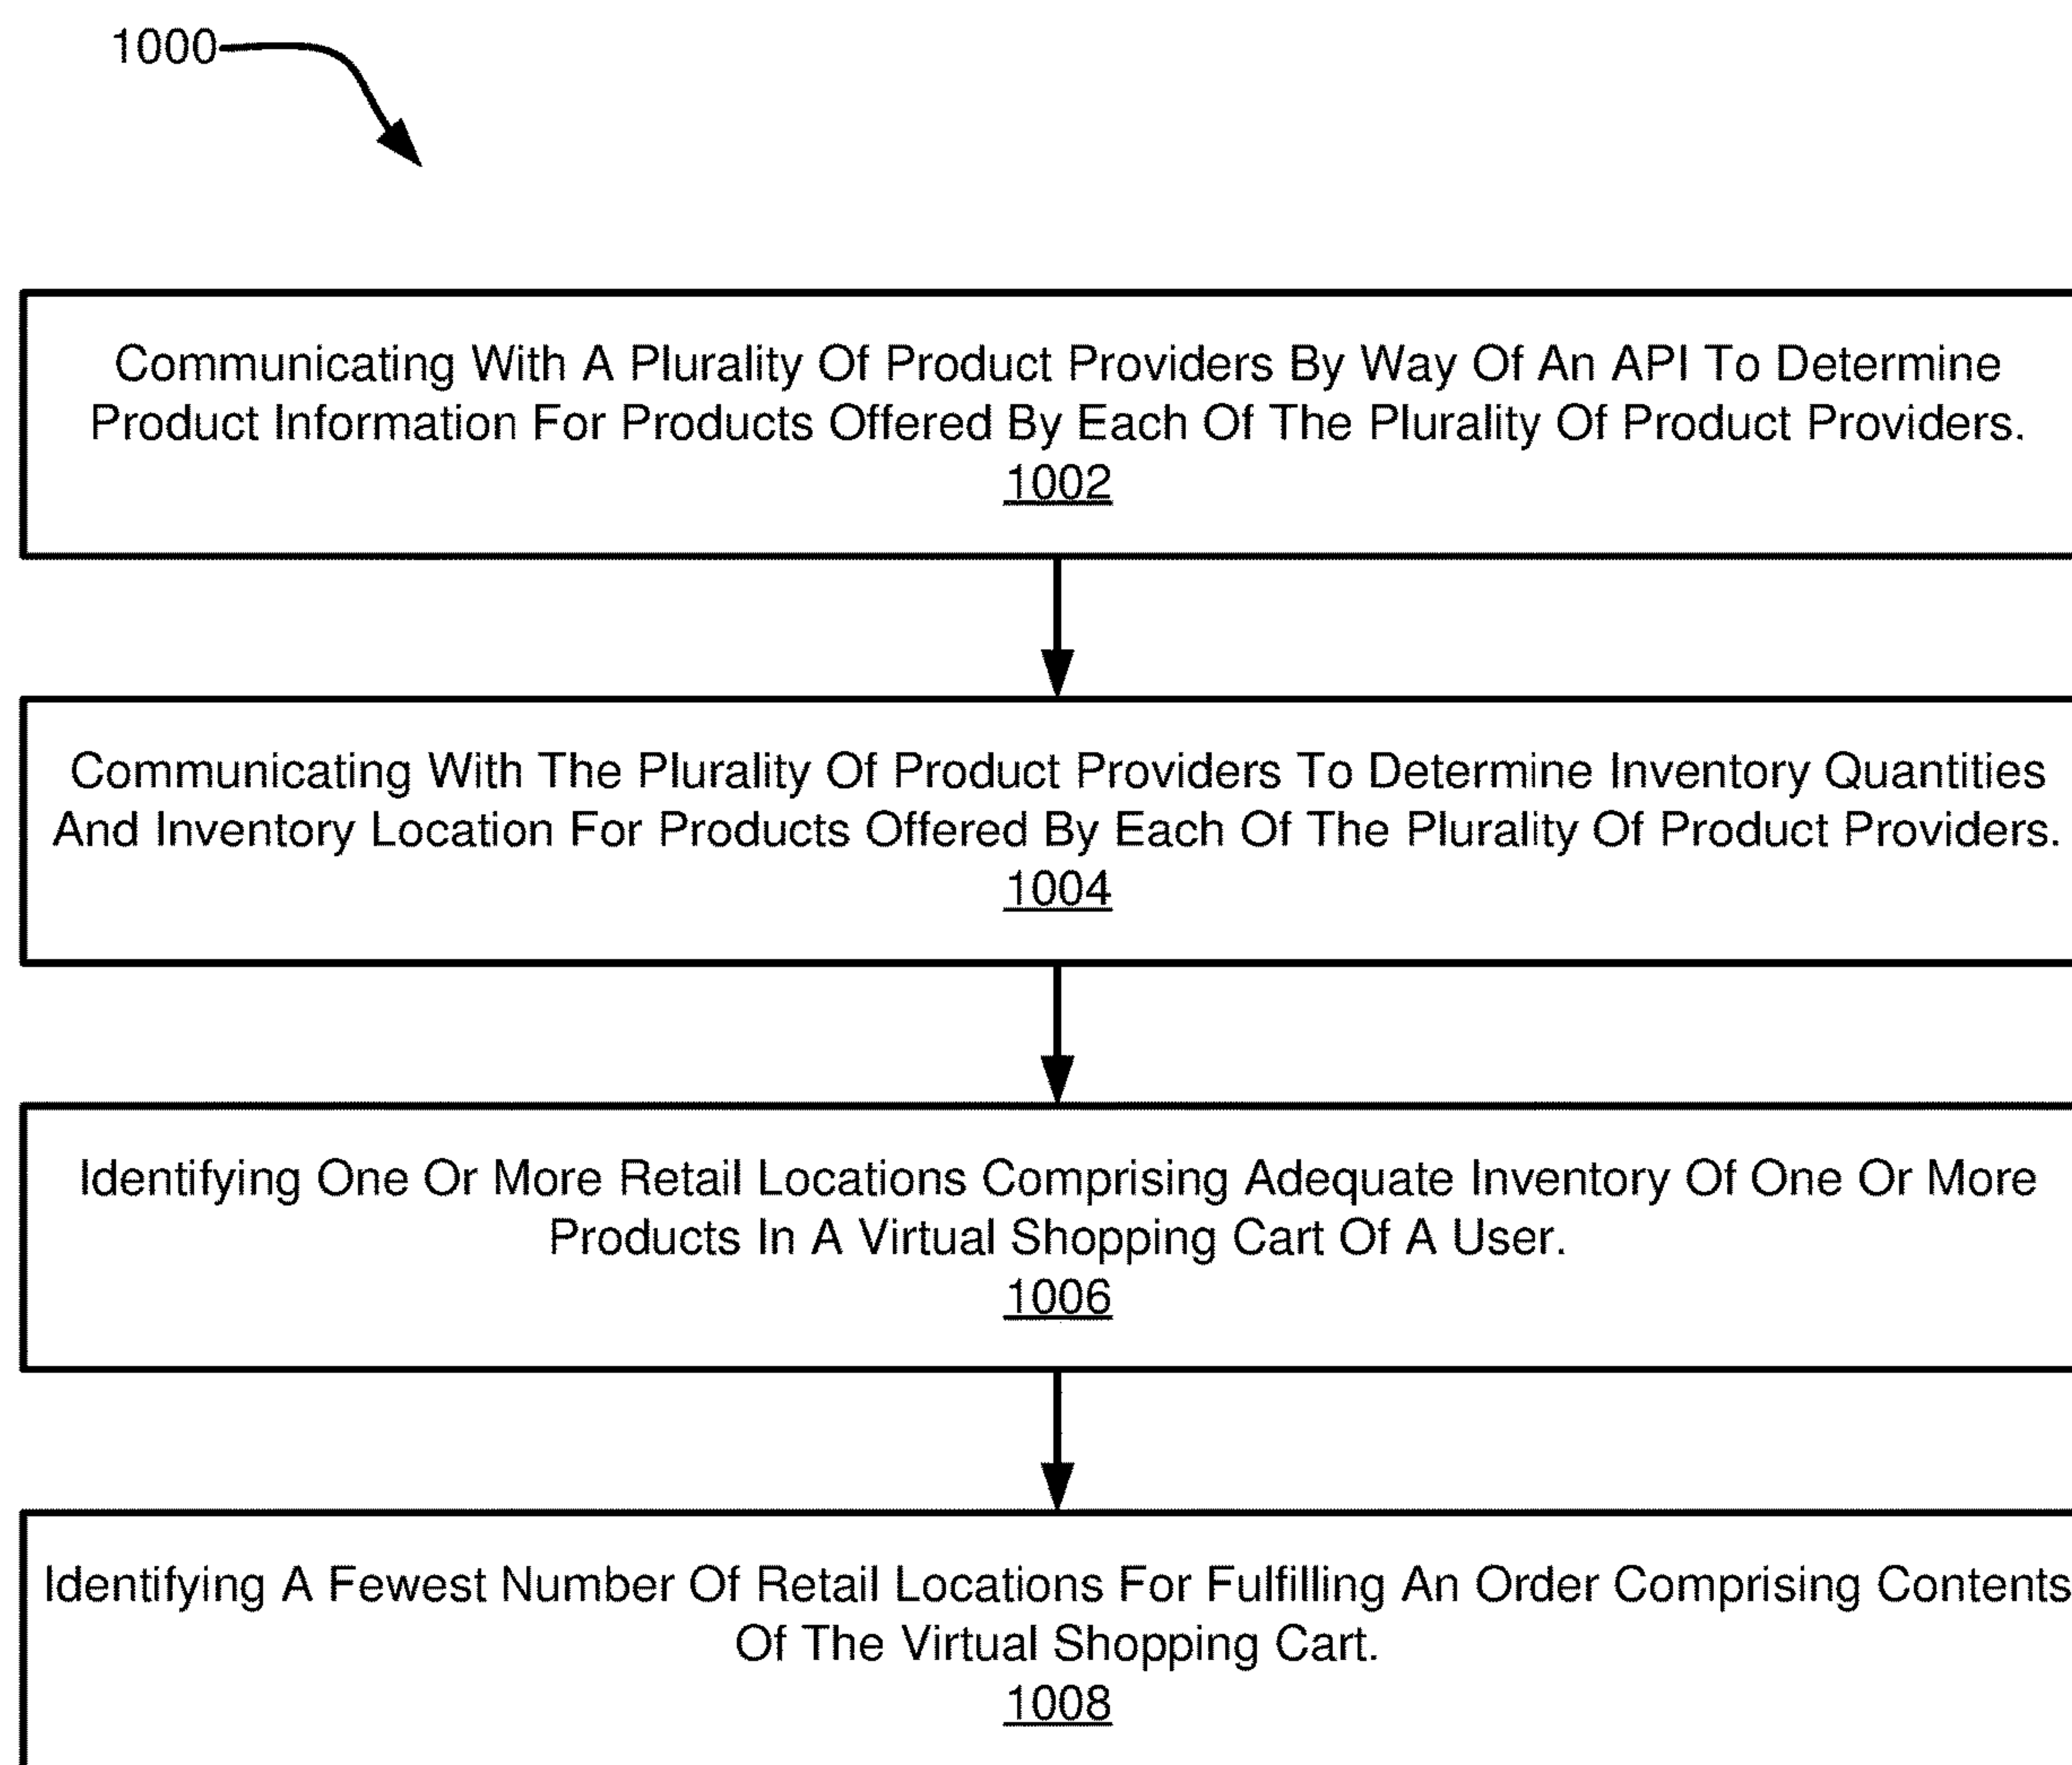 1000
Communicating With A Plurality Of Product Providers By Way Of An API To Determine
Product Information For Products Offered By Each Of The Plurality Of Product Providers.
1002
Communicating With The Plurality Of Product Providers To Determine Inventory Quantities
And Inventory Location For Products Offered By Each Of The Plurality Of Product Providers.
1004
Identifying One Or More Retail Locations Comprising Adequate Inventory Of One Or More
Products In A Virtual Shopping Cart Of A User.
1006
Identifying A Fewest Number Of Retail Locations For Fulfilling An Order Comprising Contents
Of The Virtual Shopping Cart.
1008